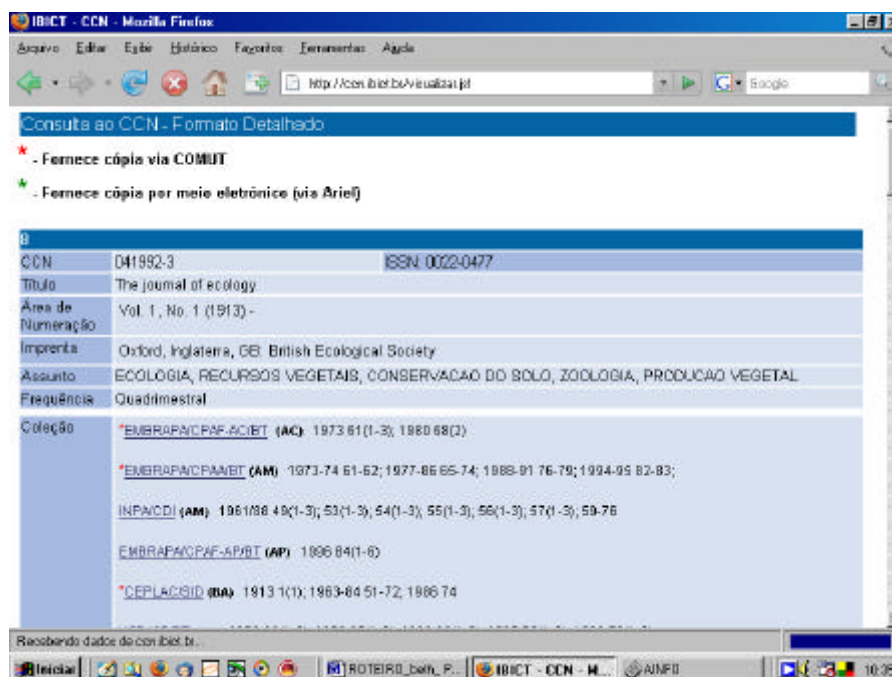 IBICT - CCN - Mozilla Firefox
Arquivo Editar Exibir Histórico Favoritos Ferramentas Ajuda
http://ccn.ibict.br/visualizar.jsf
Google
Consulta ao CCN - Formato Detalhado
* - Fornece cópia via COMUT
* - Fornece cópia por meio eletrônico (via Ariel)
8
CCN 041992-3 ISSN: 0022-0477
Título The journal of ecology
Área de Numeração Vol. 1, No. 1 (1913) -
Imprenta Oxford, Inglaterra, GB: British Ecological Society
Assunto ECOLOGIA, RECURSOS VEGETAIS, CONSERVACAO DO SOLO, ZOOLOGIA, PRODUCAO VEGETAL
Frequência Quadrimestral
Coleção *EMBRAPA/CPAF-AC/BT (AC) 1973 61(1-3); 1980 68(2)
*EMBRAPA/CPAA/BT (AM) 1973-74 61-62; 1977-86 65-74; 1988-91 76-79; 1994-95 82-83;
INPA/CDI (AM) 1961/88 49(1-3); 53(1-3); 54(1-3); 55(1-3); 56(1-3); 57(1-3); 59-76
EMBRAPA/CPAF-AP/BT (AP) 1996 84(1-6)
*CEPLAC/SID (BA) 1913 1(1); 1963-84 51-72; 1986 74
Recebendo dados de ccn.ibict.br...
Iniciar ROTEIRO_beth_P... IBICT - CCN - M... AINFO 10:35